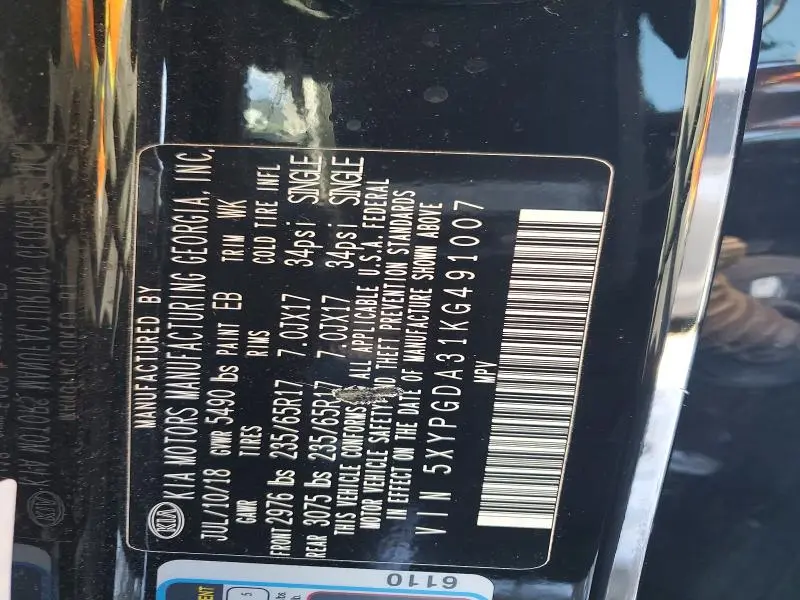 MANUFACTURED BY
KIA KIA MOTORS MANUFACTURING GEORGIA, INC.
JUL/10/18 GVWR 5490 lbs PAINT EB TRIM WK
GAWR TIRES RIMS COLD TIRE INFL
FRONT 2976 lbs 235/65R17 7.0JX17 34psi SINGLE
REAR 3075 lbs 235/65R17 7.0JX17 34psi SINGLE
THIS VEHICLE CONFORMS ALL APPLICABLE U.S.A. FEDERAL
MOTOR VEHICLE SAFETY AND THEFT PREVENTION STANDARDS
IN EFFECT ON THE DATE OF MANUFACTURE SHOWN ABOVE
VIN 5XYPGDA31KG491007
MPV
6110
5